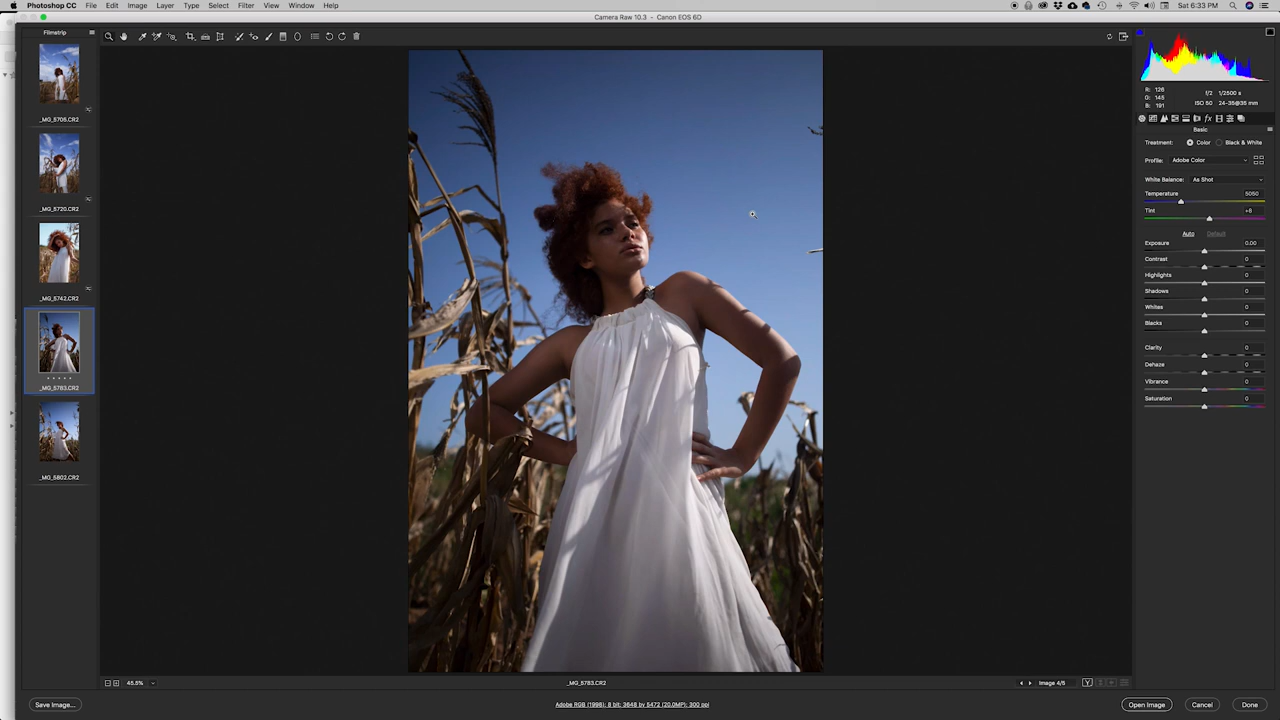 Photoshop CC File Edit Image Layer Type Select Filter View Window Help Sat 6:33 PM
Camera Raw 10.3 - Canon EOS 6D
Filmstrip
_MG_5705.CR2
_MG_5720.CR2
_MG_5742.CR2
_MG_5783.CR2
_MG_5802.CR2
R: 126
G: 145
B: 191
f/2 1/2500 s
ISO 50 24-35@35 mm
Basic
Treatment: Color Black & White
Profile: Adobe Color
White Balance: As Shot
Temperature 5050
Tint +8
Auto Default
Exposure 0.00
Contrast 0
Highlights 0
Shadows 0
Whites 0
Blacks 0
Clarity 0
Dehaze 0
Vibrance 0
Saturation 0
45.5% _MG_5783.CR2 Image 4/5 Y
Save Image... Adobe RGB (1998); 8 bit; 3648 by 5472 (20.0MP); 300 ppi Open Image Cancel Done